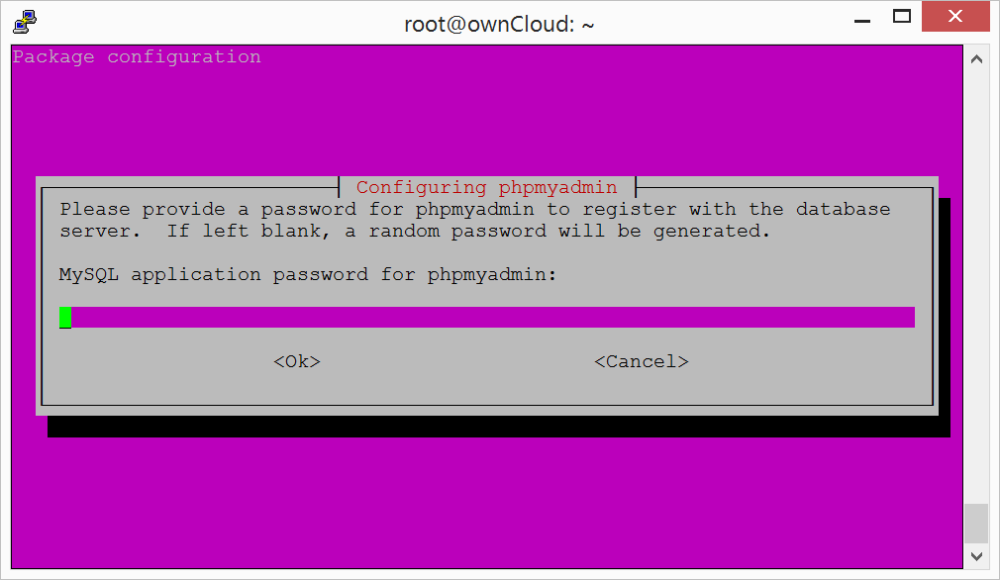 root@ownCloud: ~
Package configuration
Configuring phpmyadmin
Please provide a password for phpmyadmin to register with the database
server.  If left blank, a random password will be generated.
MySQL application password for phpmyadmin:
<Ok> <Cancel>